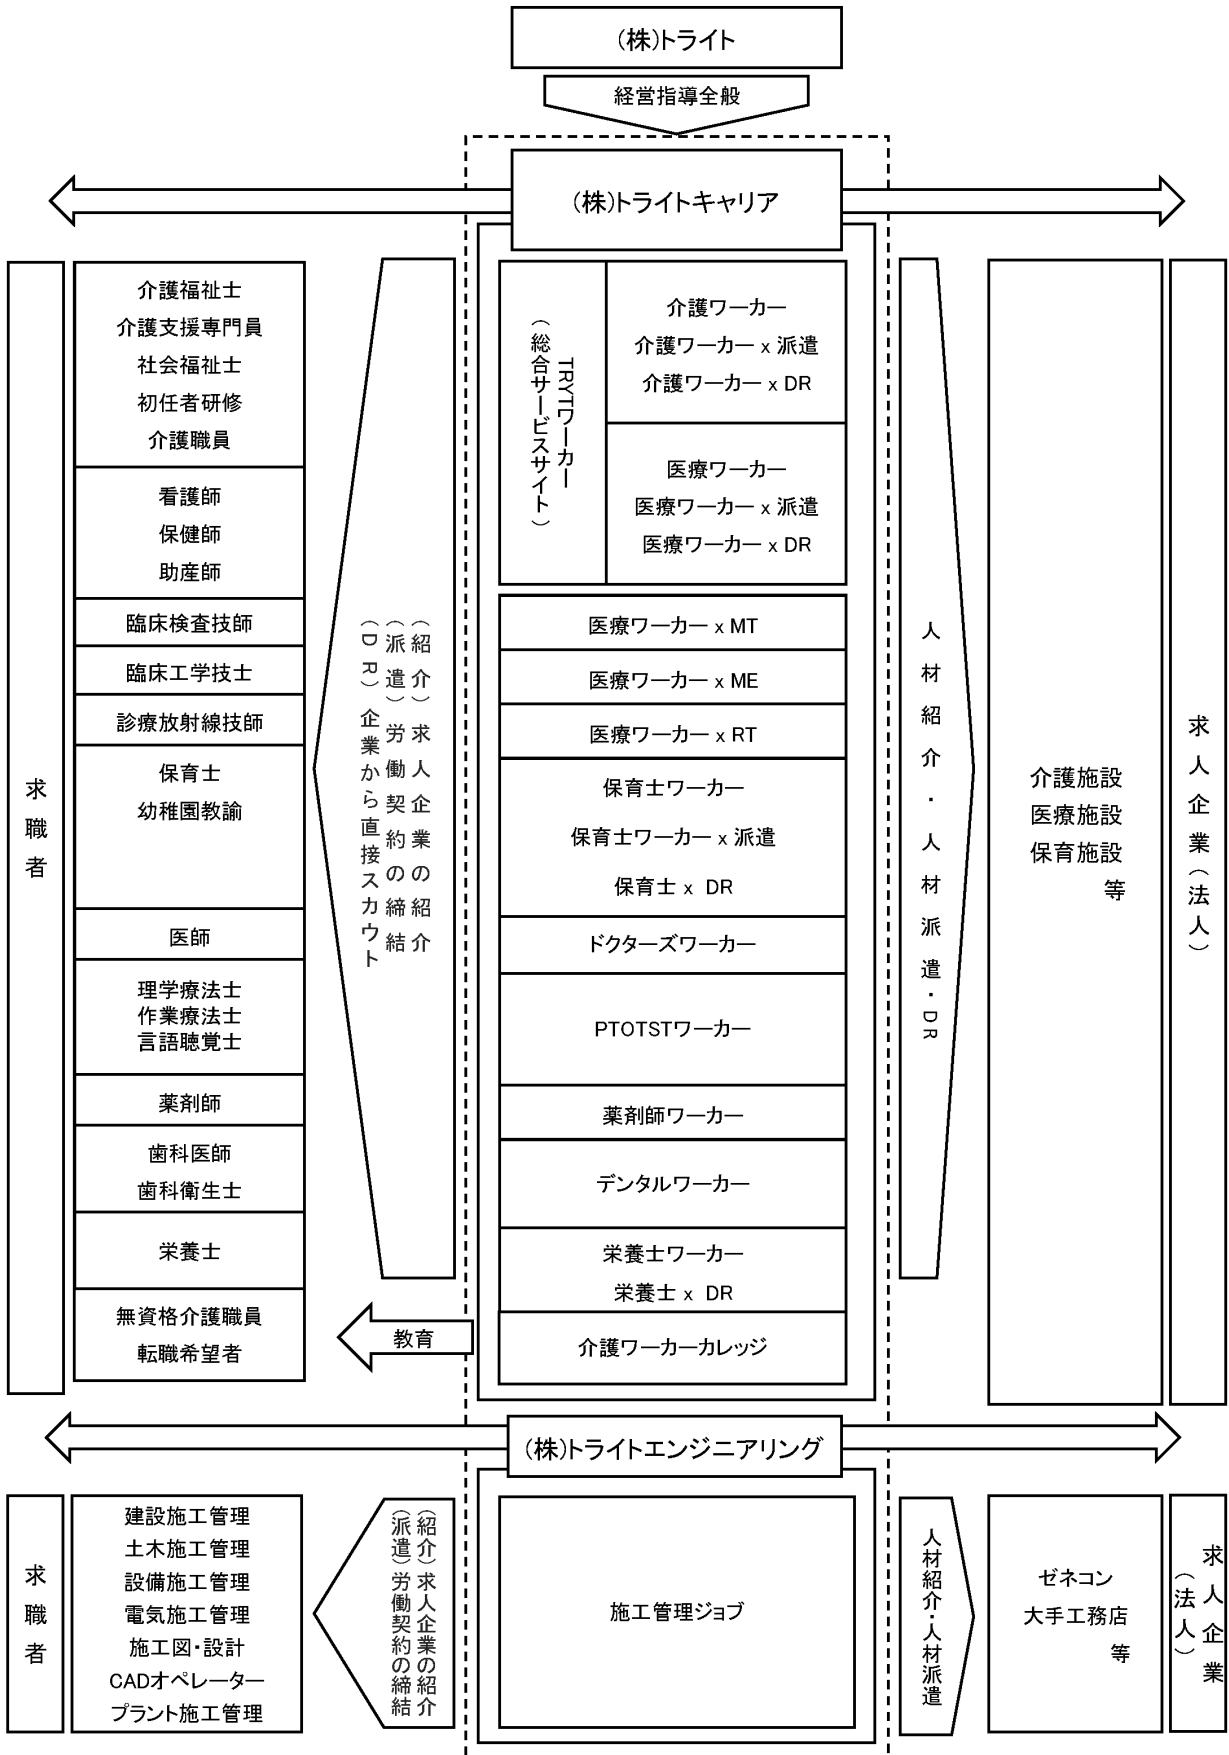 (株)トライト
経営指導全般
(株)トライトキャリア
求職者
介護福祉士
介護支援専門員
社会福祉士
初任者研修
介護職員
看護師
保健師
助産師
臨床検査技師
臨床工学技士
診療放射線技師
保育士
幼稚園教諭
医師
理学療法士
作業療法士
言語聴覚士
薬剤師
歯科医師
歯科衛生士
栄養士
無資格介護職員
転職希望者
(紹介)求人企業の紹介
(派遣)労働契約の締結
(DR)企業から直接スカウト
教育
TRYTワーカー
(総合サービスサイト)
介護ワーカー
介護ワーカー x 派遣
介護ワーカー x DR
医療ワーカー
医療ワーカー x 派遣
医療ワーカー x DR
医療ワーカー x MT
医療ワーカー x ME
医療ワーカー x RT
保育士ワーカー
保育士ワーカー x 派遣
保育士 x DR
ドクターズワーカー
PTOTSTワーカー
薬剤師ワーカー
デンタルワーカー
栄養士ワーカー
栄養士 x DR
介護ワーカーカレッジ
人材紹介・人材派遣・DR
介護施設
医療施設
保育施設
等
求人企業(法人)
(株)トライトエンジニアリング
求職者
建設施工管理
土木施工管理
設備施工管理
電気施工管理
施工図・設計
CADオペレーター
プラント施工管理
(紹介)求人企業の紹介
(派遣)労働契約の締結
施工管理ジョブ
人材紹介・人材派遣
ゼネコン
大手工務店
等
求人企業
(法人)